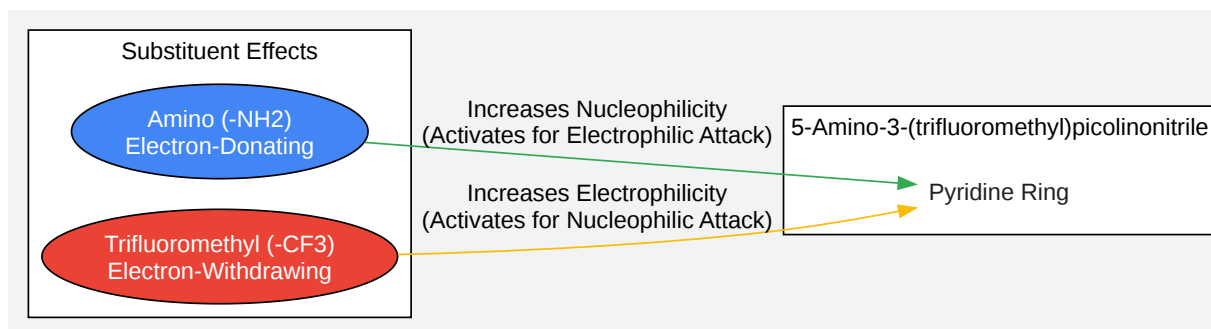 Substituent Effects
Amino (-NH2)
Electron-Donating
Increases Nucleophilicity
(Activates for Electrophilic Attack)
5-Amino-3-(trifluoromethyl)picolinonitrile
Pyridine Ring
Increases Electrophilicity
(Activates for Nucleophilic Attack)
Trifluoromethyl (-CF3)
Electron-Withdrawing